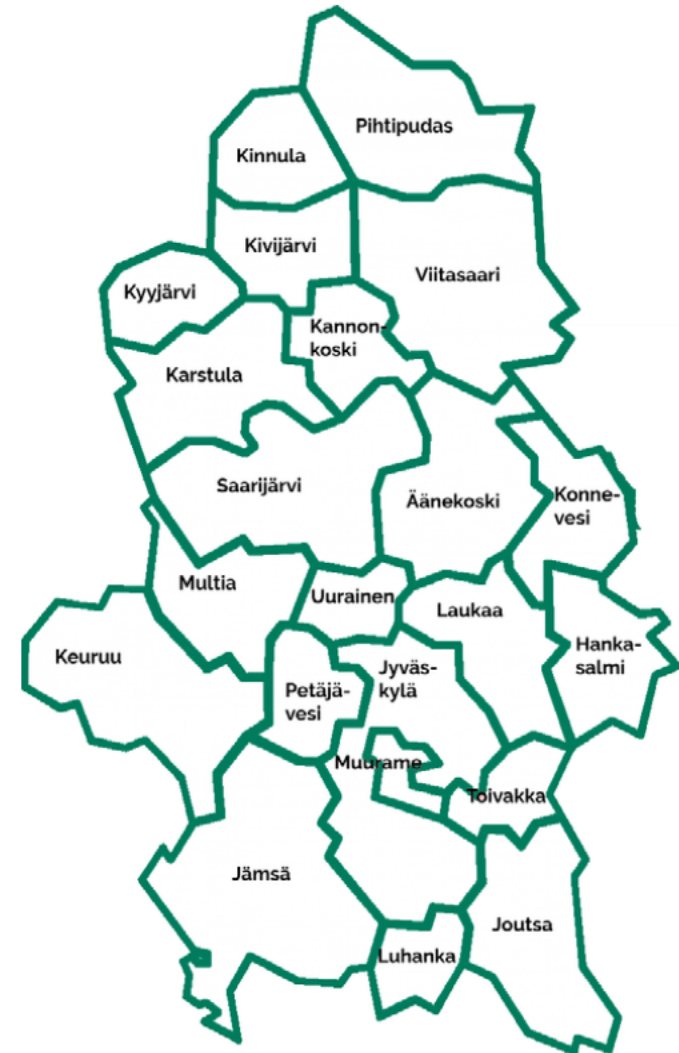 Pihtipudas
Kinnula
Kivijärvi
Viitasaari
Kyyjärvi
Kannon-
koski
Karstula
Saarijärvi
Äänekoski
Konne-
vesi
Multia
Uurainen
Laukaa
Keuruu
Hanka-
salmi
Petäjä-
vesi
Jyväs-
kylä
Muurame
Toivakka
Jämsä
Joutsa
Luhanka